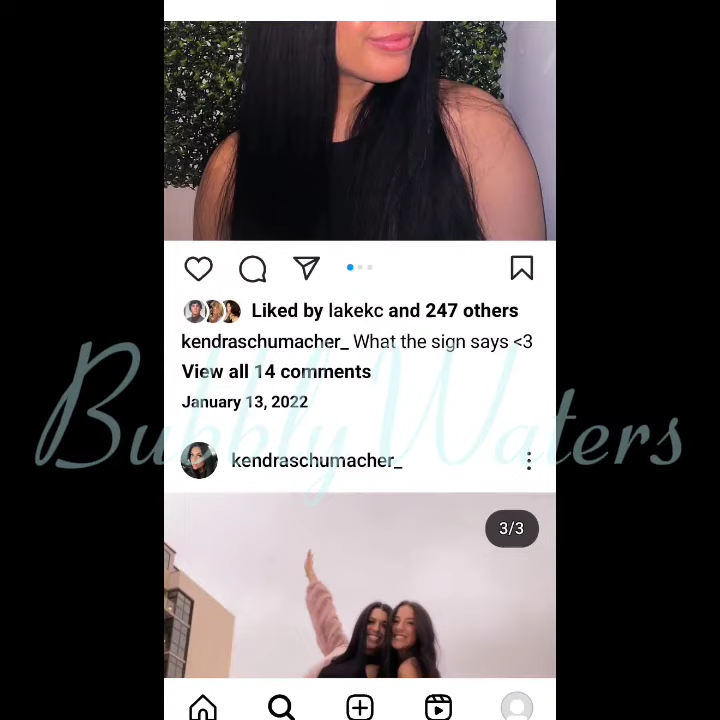 Liked by lakekc and 247 others
kendraschumacher_ What the sign says <3
View all 14 comments
January 13, 2022
Bubbly Waters
kendraschumacher_
3/3